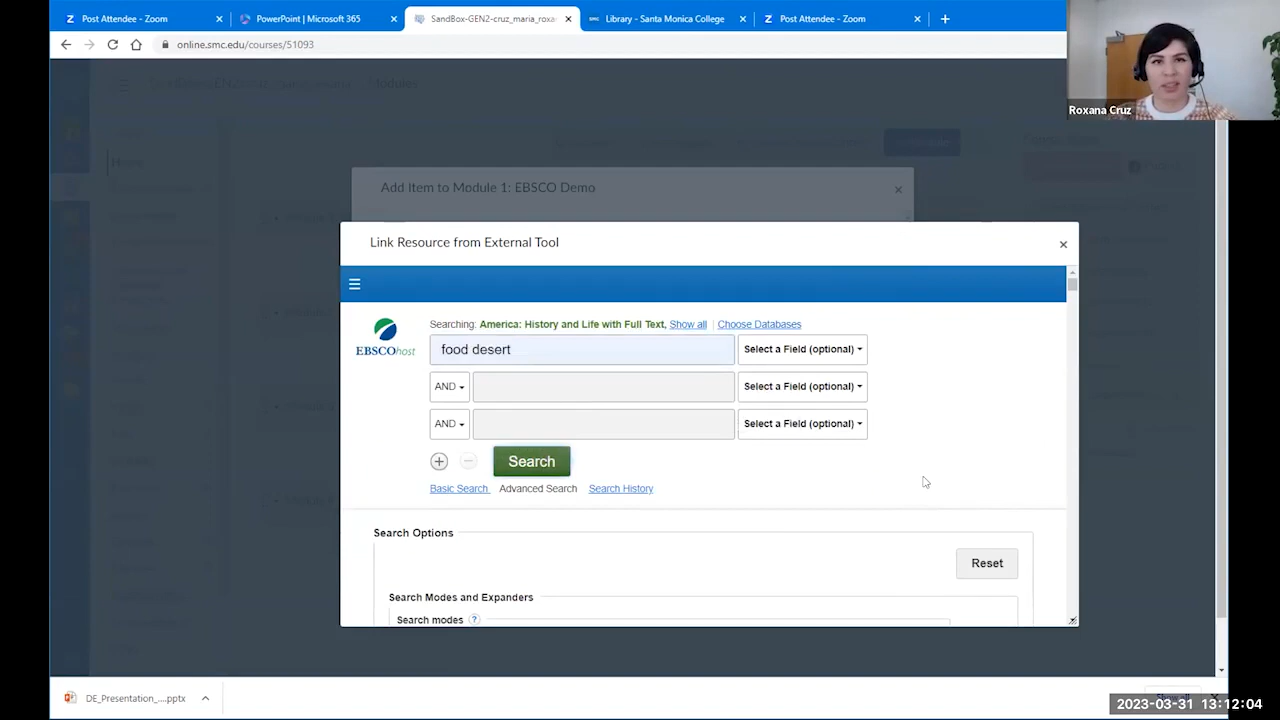 Post Attendee - Zoom
PowerPoint | Microsoft 365
SandBox-GEN2-cruz_maria_roxa
Library - Santa Monica College
Post Attendee - Zoom
online.smc.edu/courses/51093
Roxana Cruz
Modules
Home
Add Item to Module 1: EBSCO Demo
Link Resource from External Tool
Searching: America: History and Life with Full Text, Show all | Choose Databases
EBSCOhost
food desert
Select a Field (optional)
AND
Select a Field (optional)
AND
Select a Field (optional)
Search
Basic Search Advanced Search Search History
Search Options
Reset
Search Modes and Expanders
Search modes ?
DE_Presentation_....pptx
2023-03-31 13:12:04